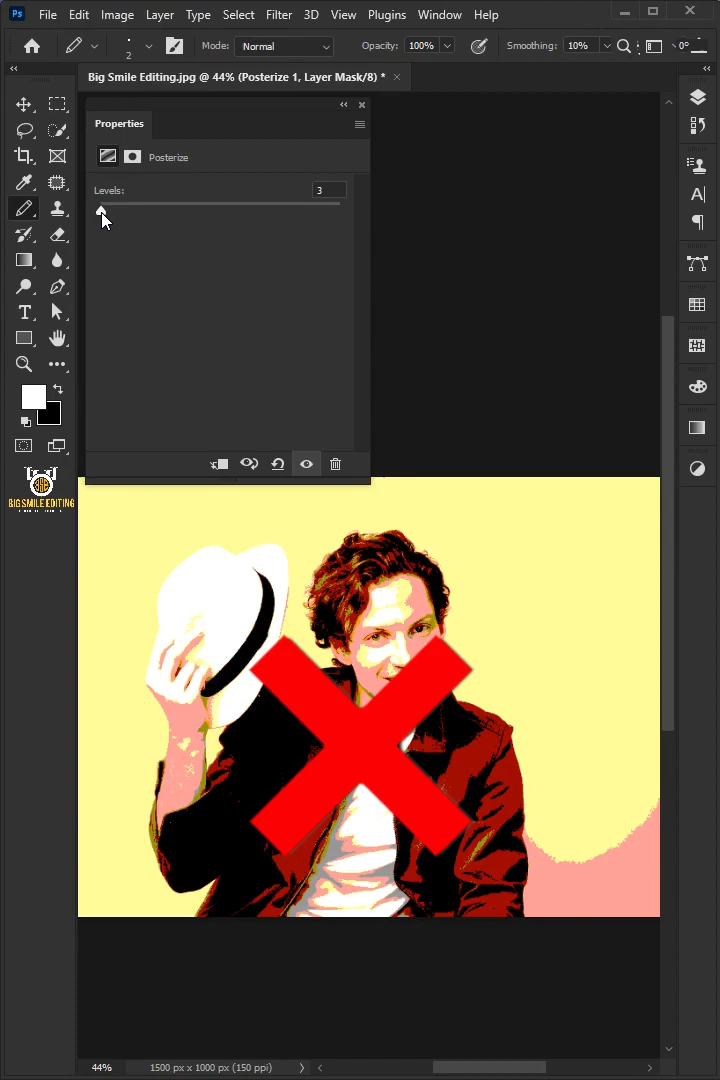 Ps File Edit Image Layer Type Select Filter 3D View Plugins Window Help
2 Mode: Normal Opacity: 100% Smoothing: 10% 0°
Big Smile Editing.jpg @ 44% (Posterize 1, Layer Mask/8) *
Properties
Posterize
Levels: 3
BIG SMILE EDITING
44% 1500 px x 1000 px (150 ppi)